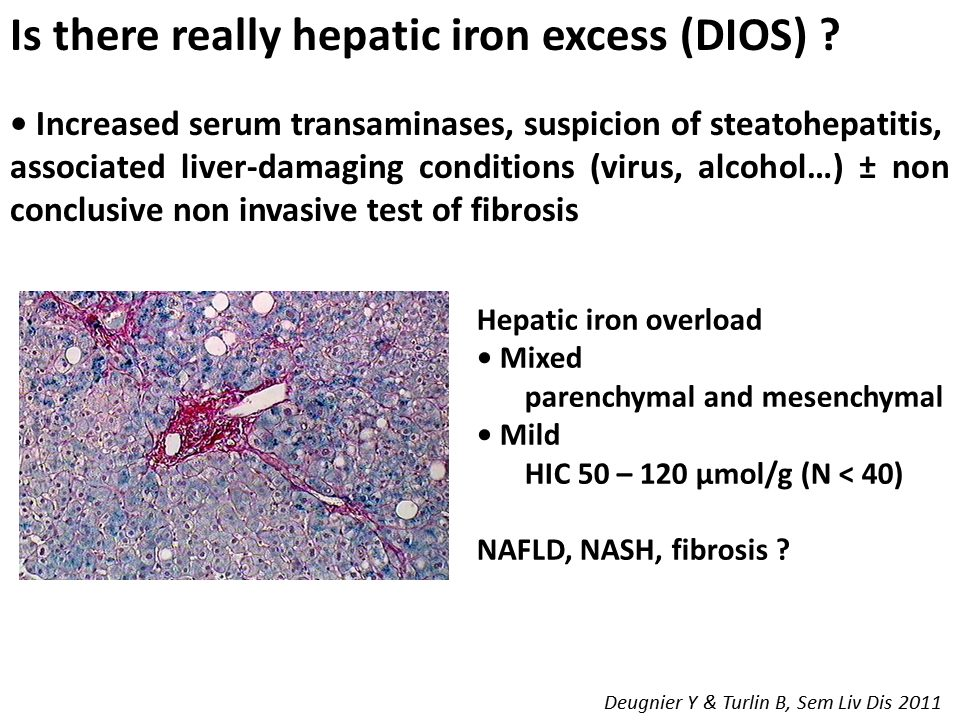 Is there really hepatic iron excess (DIOS) ?
• Increased serum transaminases, suspicion of steatohepatitis,
associated liver-damaging conditions (virus, alcohol…) ± non
conclusive non invasive test of fibrosis
Hepatic iron overload
• Mixed
parenchymal and mesenchymal
• Mild
HIC 50 – 120 µmol/g (N < 40)
NAFLD, NASH, fibrosis ?
Deugnier Y & Turlin B, Sem Liv Dis 2011